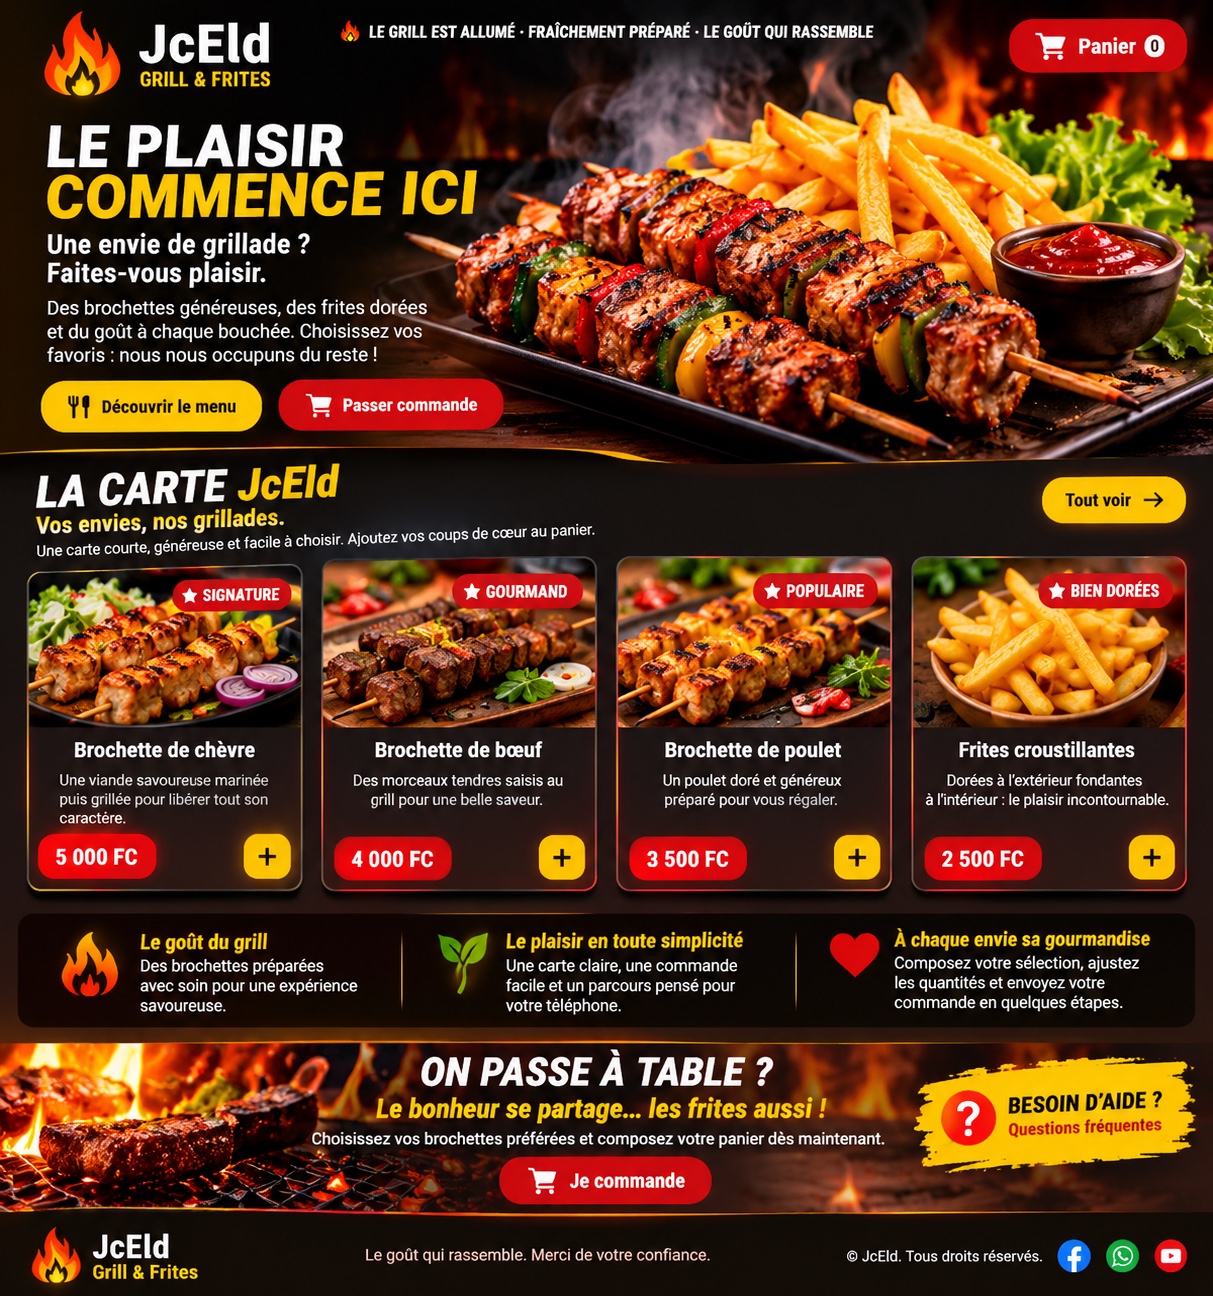 JcEld
GRILL & FRITES
LE GRILL EST ALLUMÉ · FRAÎCHEMENT PRÉPARÉ · LE GOÛT QUI RASSEMBLE
Panier 0
LE PLAISIR
COMMENCE ICI
Une envie de grillade ?
Faites-vous plaisir.
Des brochettes généreuses, des frites dorées
et du goût à chaque bouchée. Choisissez vos
favoris : nous nous occupuns du reste !
Découvrir le menu
Passer commande
LA CARTE JcEld
Vos envies, nos grillades.
Une carte courte, généreuse et facile à choisir. Ajoutez vos coups de cœur au panier.
Tout voir
SIGNATURE
Brochette de chèvre
Une viande savoureuse marinée
puis grillée pour libérer tout son
caractére.
5 000 FC
+
GOURMAND
Brochette de bœuf
Des morceaux tendres saisis au
grill pour une belle saveur.
4 000 FC
+
POPULAIRE
Brochette de poulet
Un poulet doré et généreux
préparé pour vous régaler.
3 500 FC
+
BIEN DORÉES
Frites croustillantes
Dorées à l'extérieur fondantes
à l'intérieur : le plaisir incontournable.
2 500 FC
+
Le goût du grill
Des brochettes préparées
avec soin pour une expérience
savoureuse.
Le plaisir en toute simplicité
Une carte claire, une commande
facile et un parcours pensé pour
votre tèléphone.
À chaque envie sa gourmandise
Composez votre sélection, ajustez
les quantités et envoyez votre
commande en quelques étapes.
ON PASSE À TABLE ?
Le bonheur se partage... les frites aussi !
Choisissez vos brochettes préférées et composez votre panier dès maintenant.
Je commande
?
BESOIN D'AIDE ?
Questions fréquentes
JcEld
Grill & Frites
Le goût qui rassemble. Merci de votre confiance.
© JcEld. Tous droits réservés.